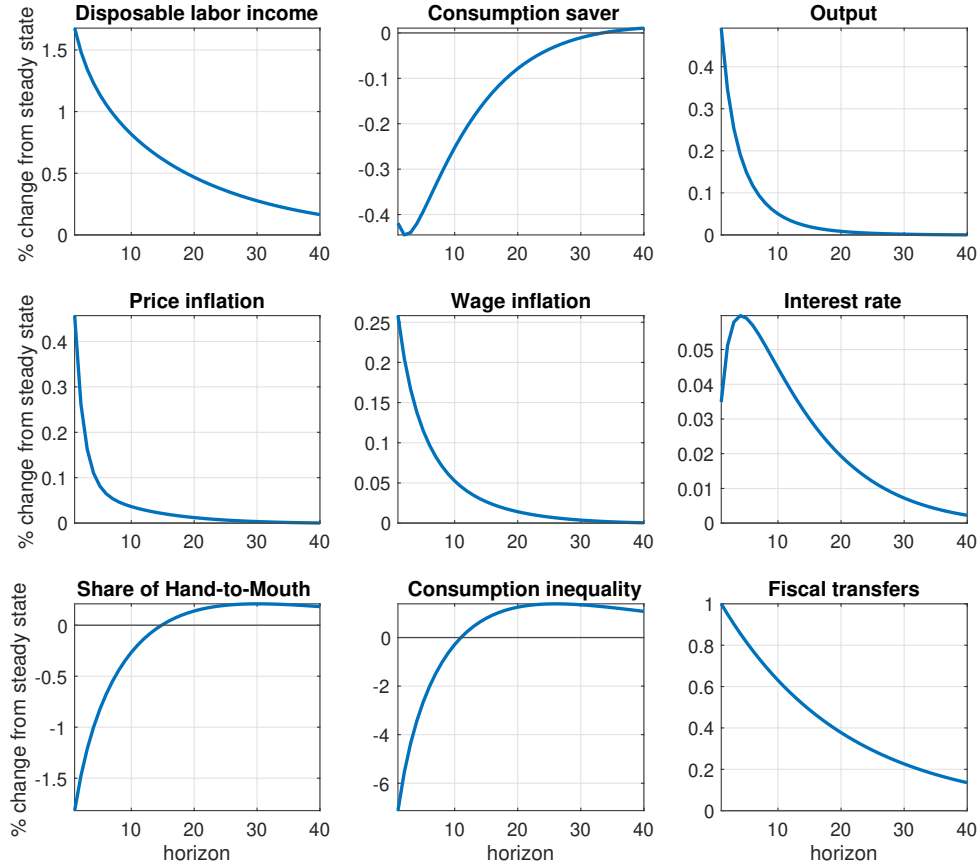 Disposable labor income
Consumption saver
Output
% change from steady state
1.5
1
0.5
0
10 20 30 40
0
-0.1
-0.2
-0.3
-0.4
10 20 30 40
0.4
0.3
0.2
0.1
0
10 20 30 40
Price inflation
Wage inflation
Interest rate
% change from steady state
0.4
0.3
0.2
0.1
0
10 20 30 40
0.25
0.2
0.15
0.1
0.05
0
10 20 30 40
0.05
0.04
0.03
0.02
0.01
0
10 20 30 40
Share of Hand-to-Mouth
Consumption inequality
Fiscal transfers
% change from steady state
0
-0.5
-1
-1.5
10 20 30 40
horizon
0
-2
-4
-6
10 20 30 40
horizon
1
0.8
0.6
0.4
0.2
0
10 20 30 40
horizon